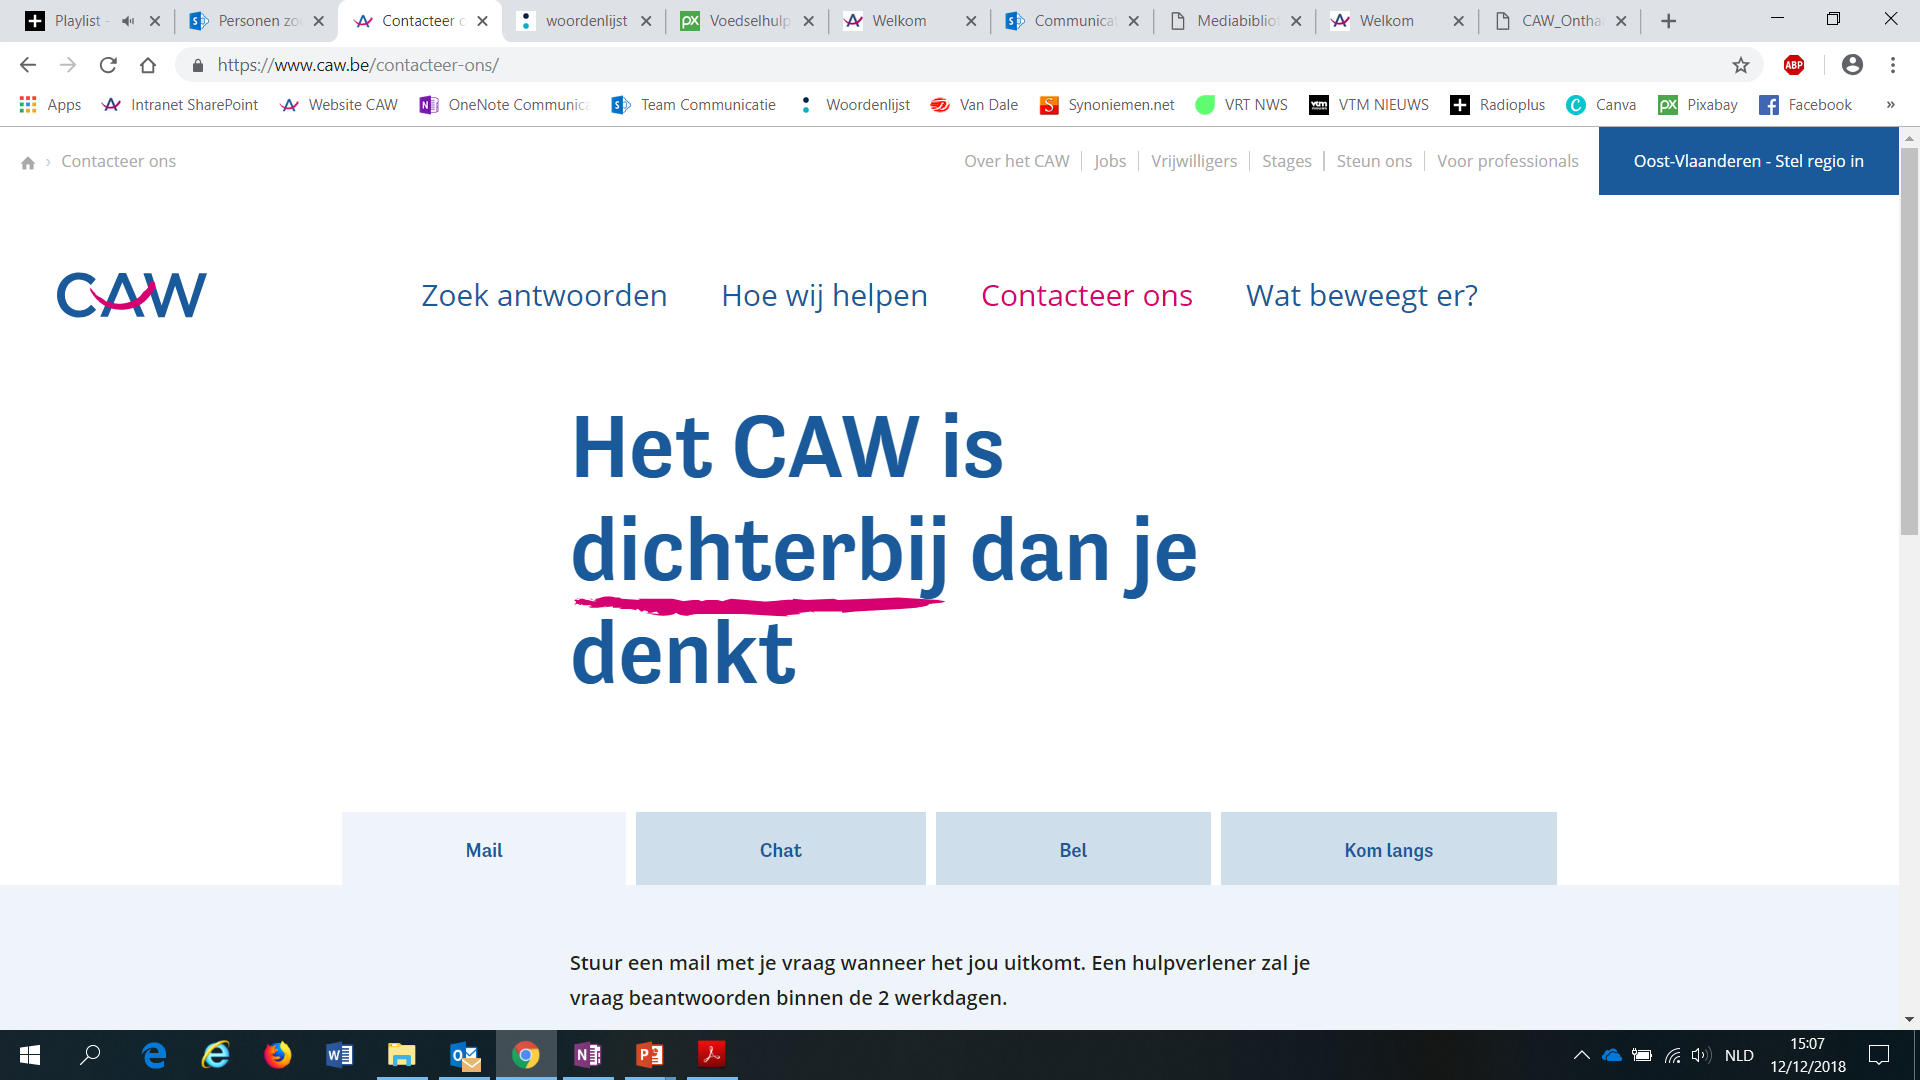 Playlist -
Personen zo
Contacteer o
woordenlijst
Voedselhulp
Welkom
Communicat
Mediabibliot
Welkom
CAW_Ontha
https://www.caw.be/contacteer-ons/
ABP
Apps
Intranet SharePoint
Website CAW
OneNote Communica
Team Communicatie
Woordenlijst
Van Dale
Synoniemen.net
VRT NWS
VTM NIEUWS
Radioplus
Canva
Pixabay
Facebook
»
› Contacteer ons
Over het CAW
Jobs
Vrijwilligers
Stages
Steun ons
Voor professionals
Oost-Vlaanderen - Stel regio in
CAW
Zoek antwoorden
Hoe wij helpen
Contacteer ons
Wat beweegt er?
Het CAW is
dichterbij dan je
denkt
Mail
Chat
Bel
Kom langs
Stuur een mail met je vraag wanneer het jou uitkomt. Een hulpverlener zal je
vraag beantwoorden binnen de 2 werkdagen.
NLD
15:07
12/12/2018